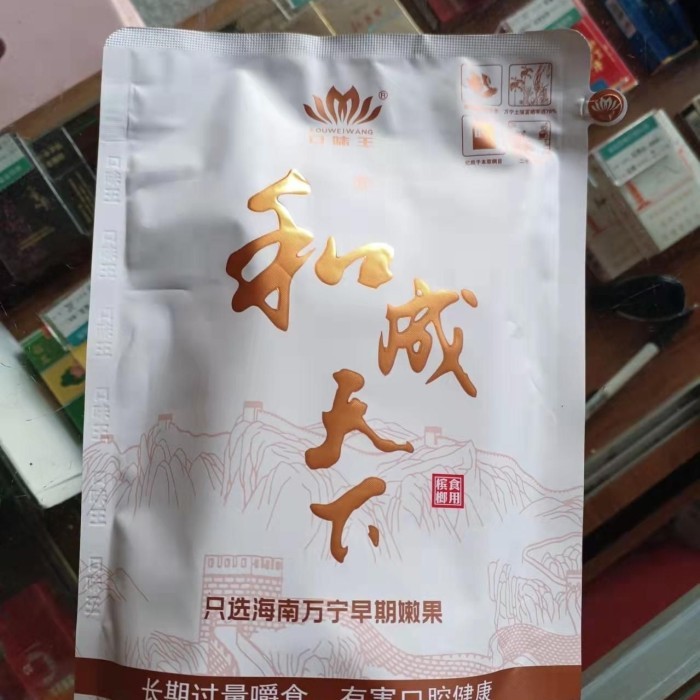 KOUWEIWANG
口味王
和成天下
食用
槟榔
只选海南万宁早期嫩果
长期过量嚼食 有害口腔健康